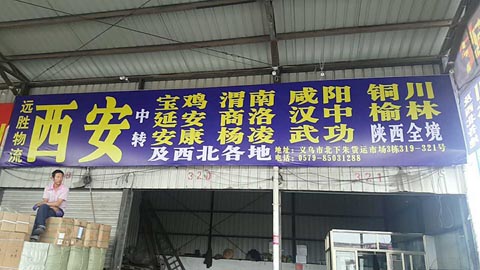 远胜物流
西安
中转
宝鸡 渭南 咸阳 铜川
延安 商洛 汉中 榆林
安康 杨凌 武功 陕西全境
及西北各地
地址:义乌市北下朱货运市场3栋319-321号
电话:0579-85031288
320
321